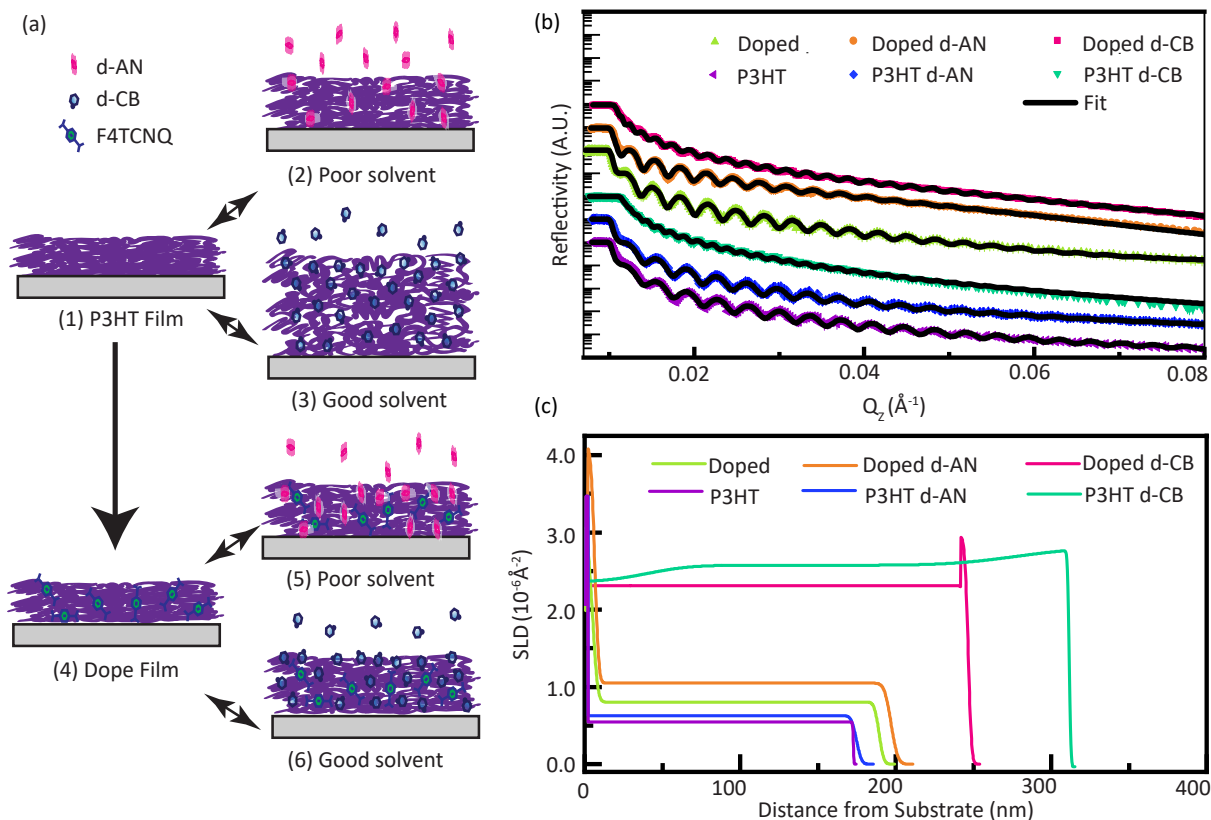 (a)
d-AN
d-CB
F4TCNQ
(2) Poor solvent
(1) P3HT Film
(3) Good solvent
(5) Poor solvent
(4) Dope Film
(6) Good solvent
(b)
Doped Doped d-AN Doped d-CB
P3HT P3HT d-AN P3HT d-CB
Fit
Reflectivity (A.U.)
0.02 0.04 0.06 0.08
Qz (Å-1)
(c)
Doped Doped d-AN Doped d-CB
P3HT P3HT d-AN P3HT d-CB
SLD (10-6Å-2)
4.0
3.0
2.0
1.0
0.0
0 100 200 300 400
Distance from Substrate (nm)